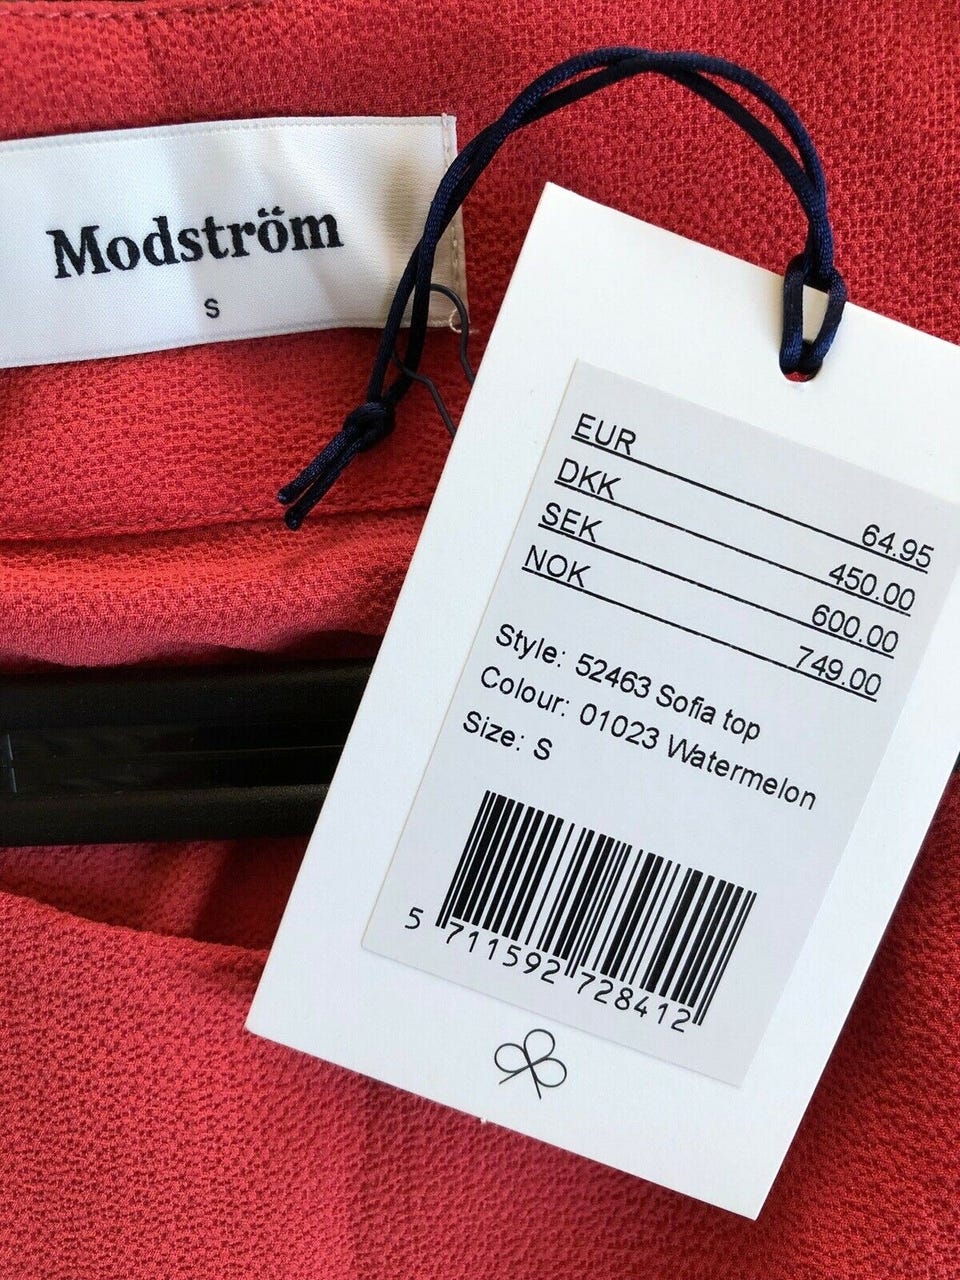 Modström
S
EUR 64.95
DKK 450.00
SEK 600.00
NOK 749.00
Style: 52463 Sofia top
Colour: 01023 Watermelon
Size: S
5 711592 728412